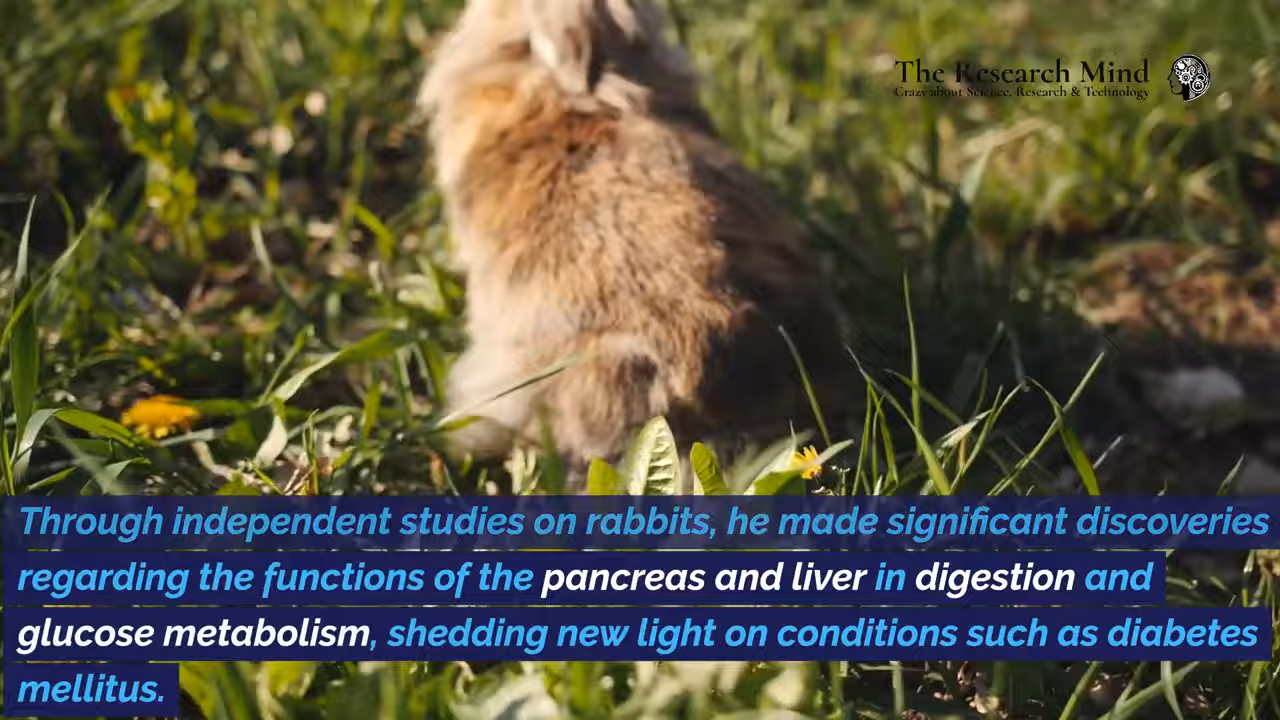 The Research Mind
Crazy about Science, Research & Technology
Through independent studies on rabbits, he made significant discoveries
regarding the functions of the pancreas and liver in digestion and
glucose metabolism, shedding new light on conditions such as diabetes
mellitus.